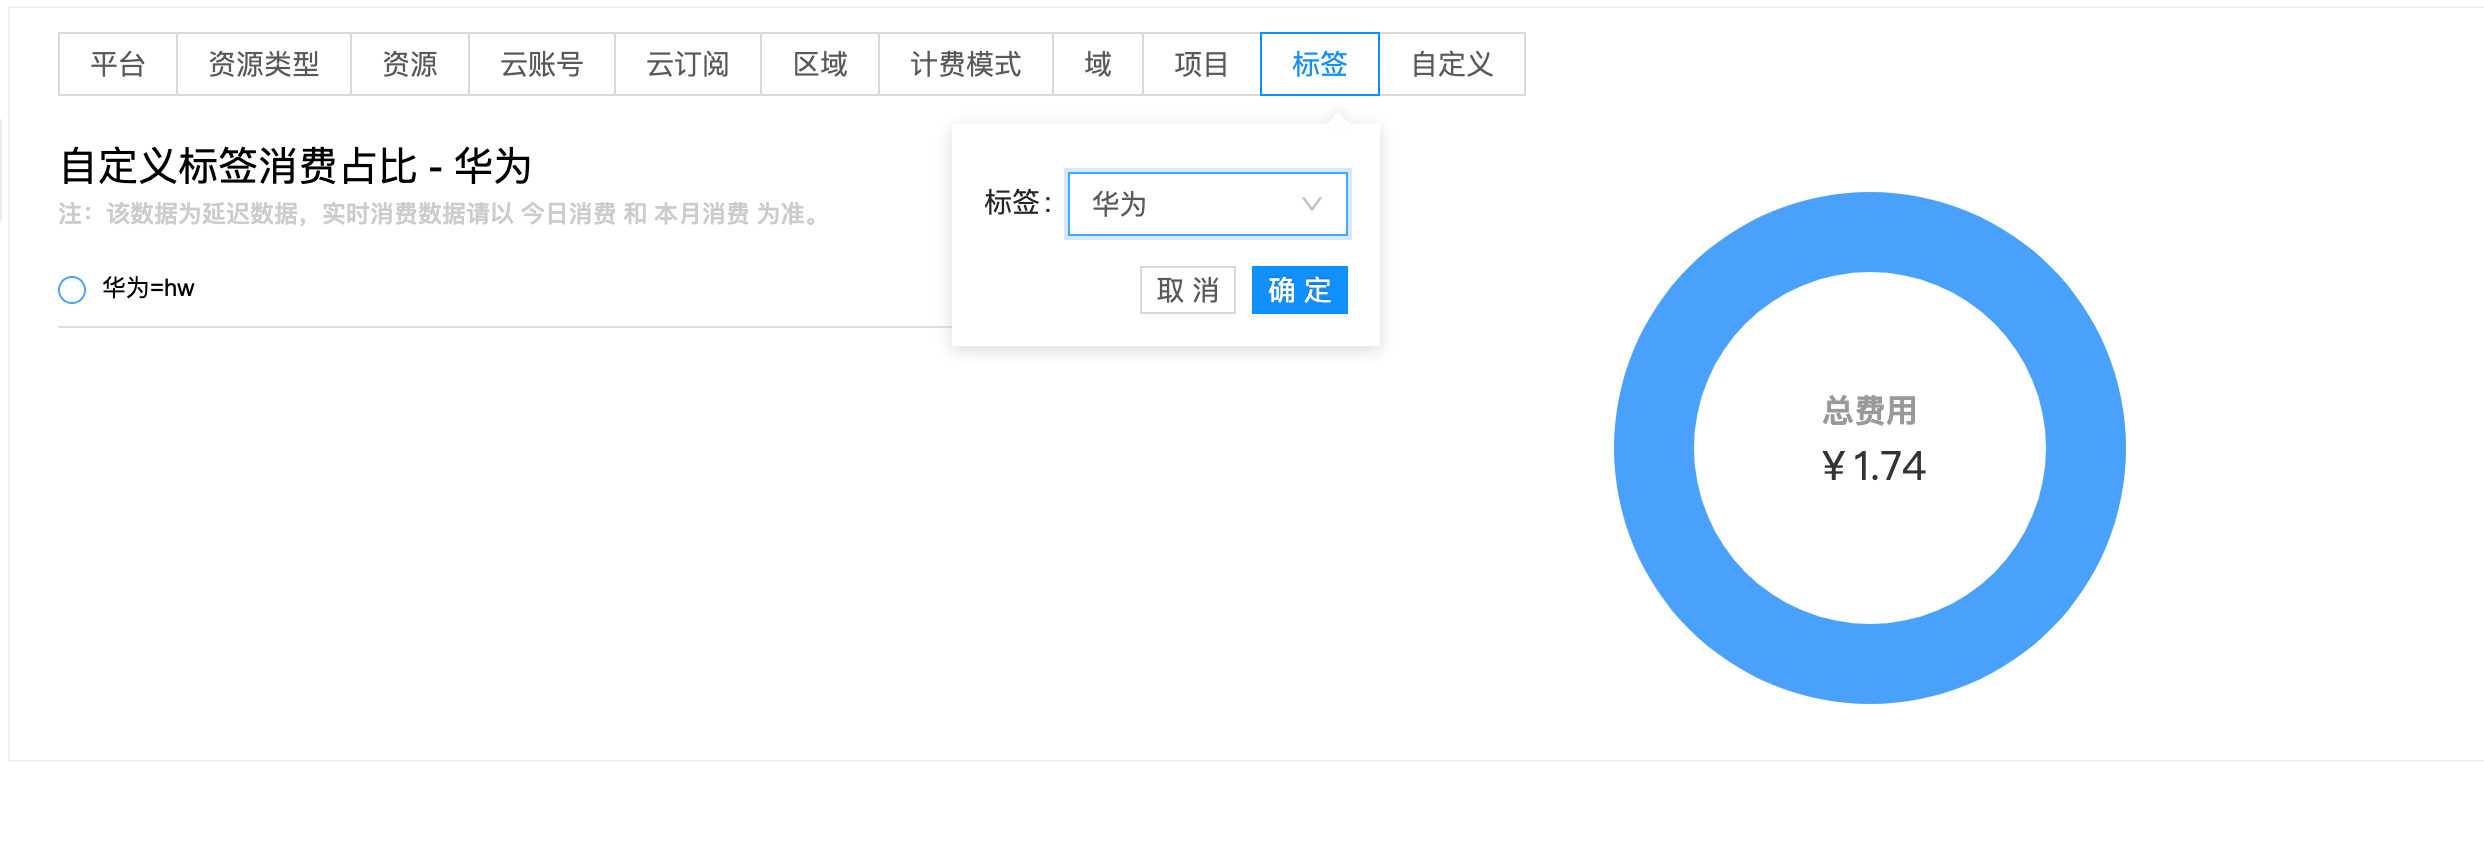 平台 资源类型 资源 云账号 云订阅 区域 计费模式 域 项目 标签 自定义
自定义标签消费占比 - 华为
注：该数据为延迟数据，实时消费数据请以 今日消费 和 本月消费 为准。
华为=hw
标签：华为
取 消 确 定
总费用
¥ 1.74